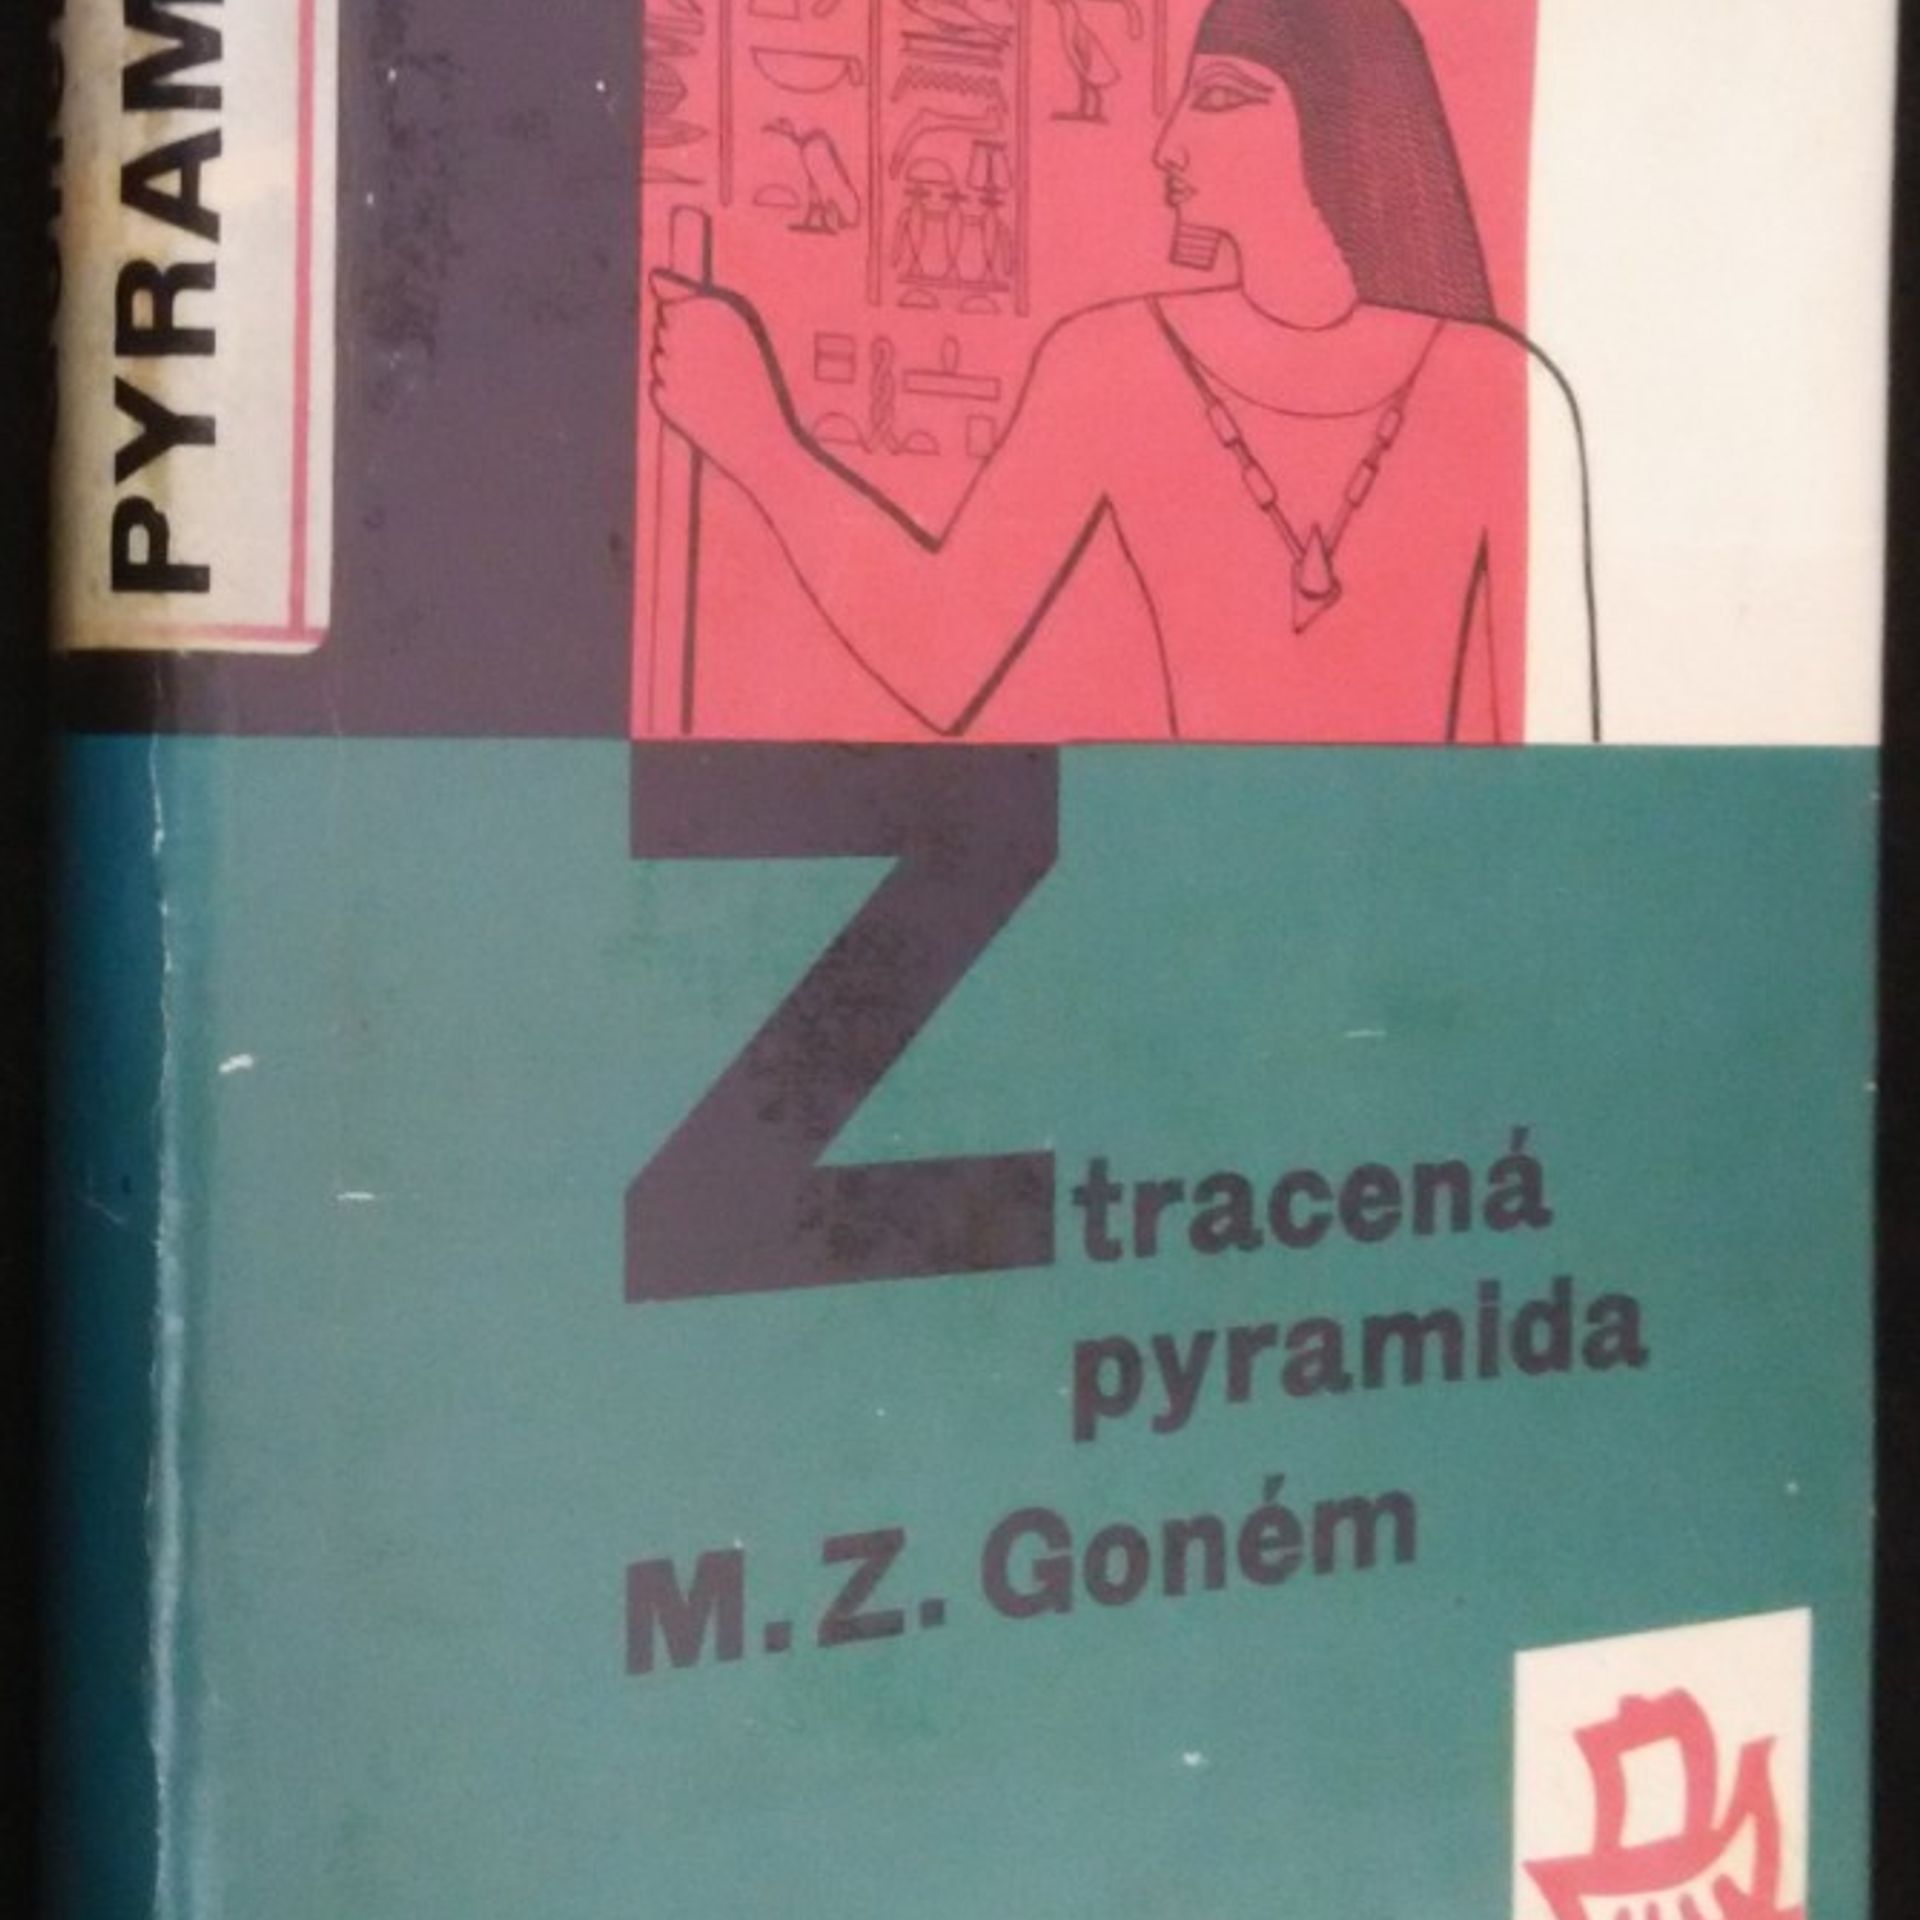 PYRAM
Ztracená
pyramida
M. Z. Goném